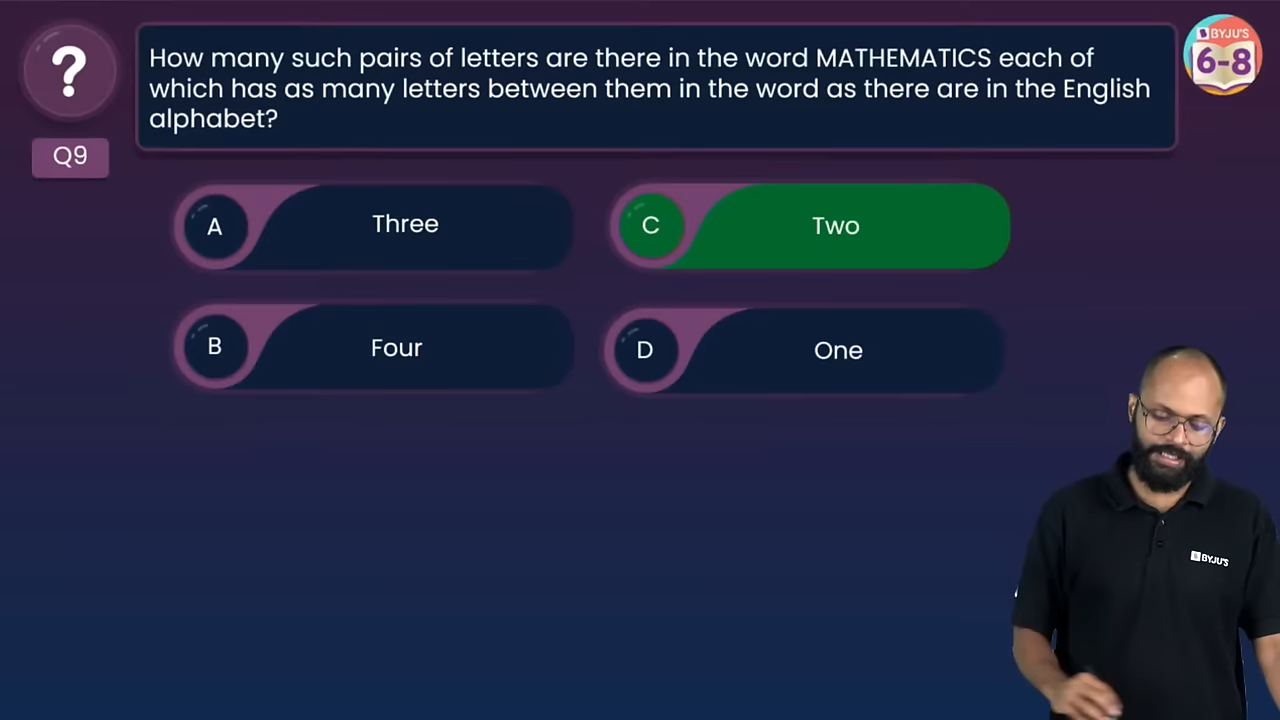 ?
BYJU'S
6-8
How many such pairs of letters are there in the word MATHEMATICS each of
which has as many letters between them in the word as there are in the English
alphabet?
Q9
A Three
C Two
B Four
D One
BYJU'S